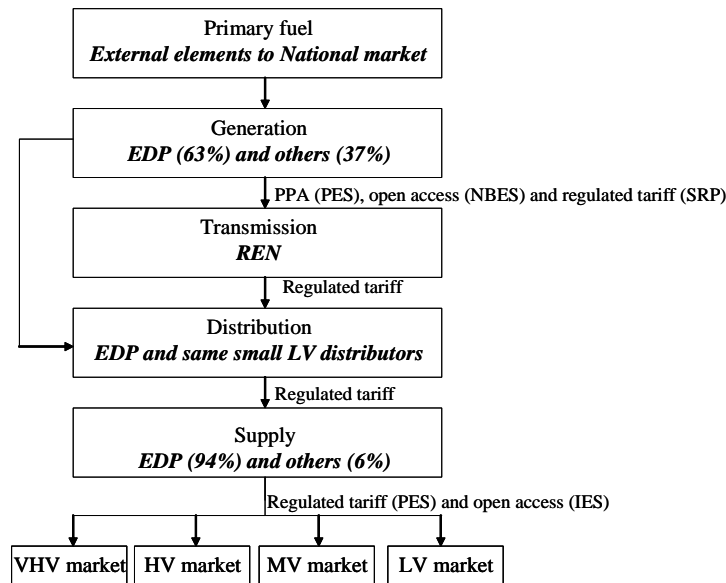 Primary fuel
External elements to National market
Generation
EDP (63%) and others (37%)
PPA (PES), open access (NBES) and regulated tariff (SRP)
Transmission
REN
Regulated tariff
Distribution
EDP and same small LV distributors
Regulated tariff
Supply
EDP (94%) and others (6%)
Regulated tariff (PES) and open access (IES)
VHV market
HV market
MV market
LV market